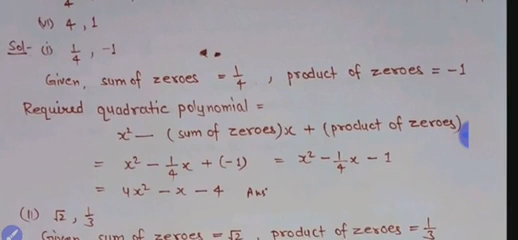 4
(vi) 4, 1
Sol- (i) 1/4, -1
Given, sum of zeroes = 1/4, product of zeroes = -1
Required quadratic polynomial =
x² - (sum of zeroes)x + (product of zeroes)
= x² - 1/4 x + (-1) = x² - 1/4 x - 1
= 4x² - x - 4 Ans
(ii) √2, 1/3
Given sum of zeroes = √2, product of zeroes = 1/3